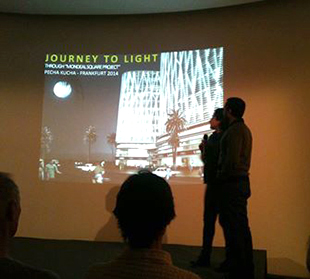 JOURNEY TO LIGHT
THROUGH "MONDEAL SQUARE PROJECT"
PECHA KUCHA - FRANKFURT 2014